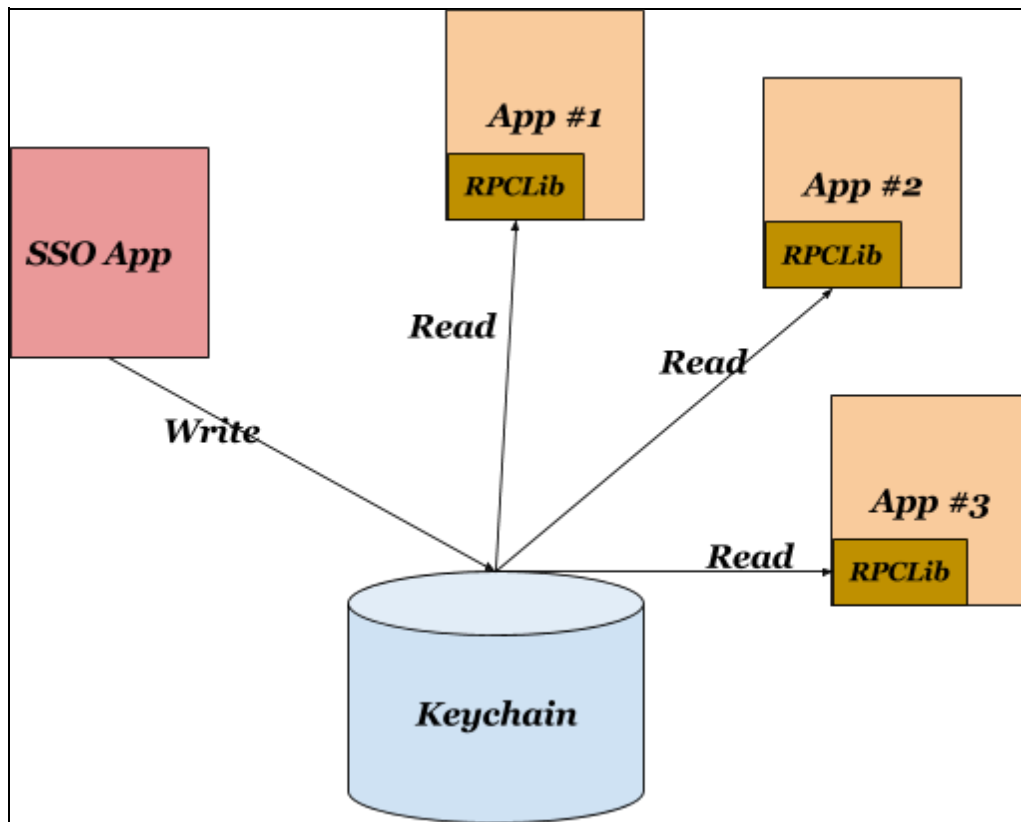 App #1
RPCLib
App #2
RPCLib
SSO App
Read
Read
Write
App #3
Read
RPCLib
Keychain